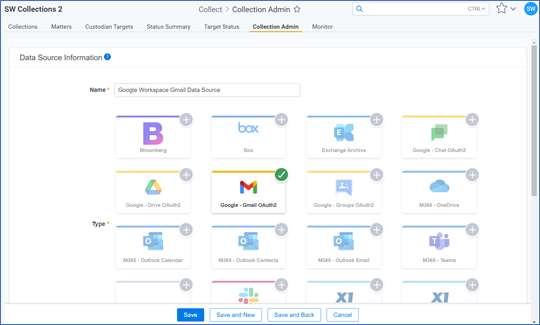 SW Collections 2
Collect > Collection Admin
CTRL+/
SW
Collections
Matters
Custodian Targets
Status Summary
Target Status
Collection Admin
Monitor
Data Source Information ?
Name*
Google Workspace Gmail Data Source
Type*
Bloomberg
box
Box
Exchange Archive
Google - Chat OAuth2
Google - Drive OAuth2
Google - Gmail OAuth2
Google - Groups OAuth2
M365 - OneDrive
M365 - Outlook Calendar
M365 - Outlook Contacts
M365 - Outlook Email
M365 - Teams
X1
X1
Save
Save and New
Save and Back
Cancel